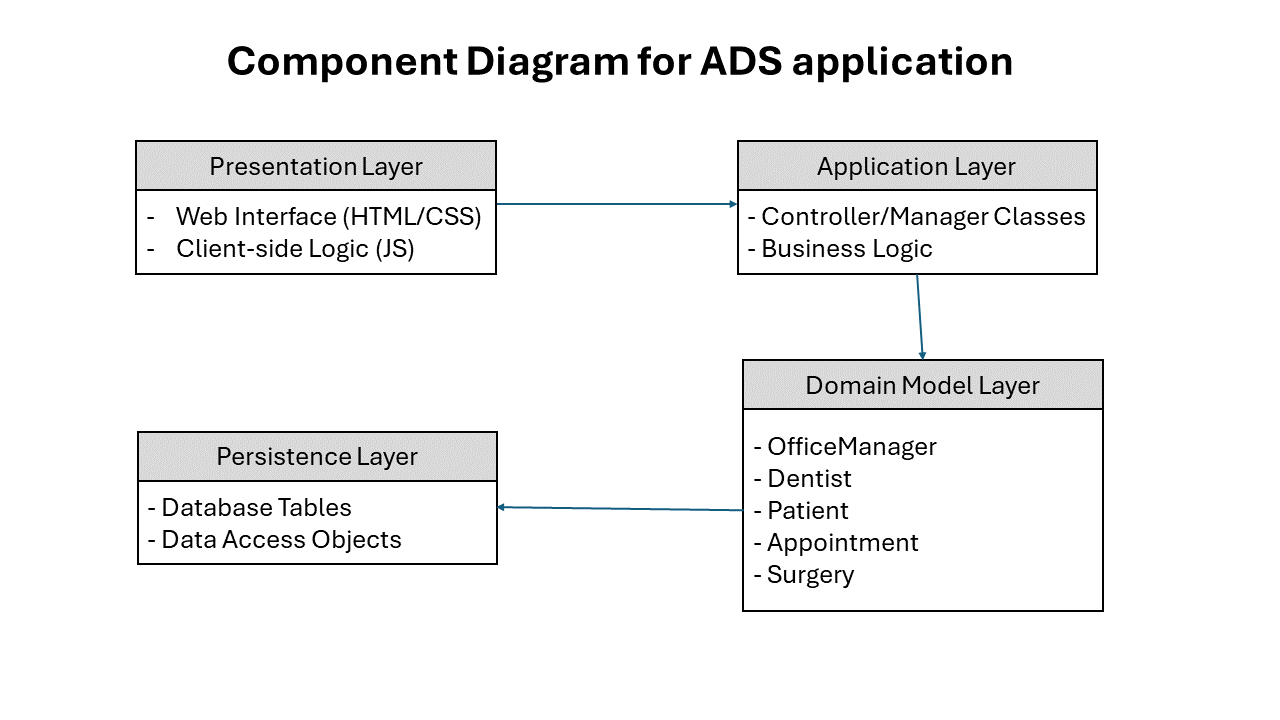 Component Diagram for ADS application
Presentation Layer
- Web Interface (HTML/CSS)
- Client-side Logic (JS)
Application Layer
- Controller/Manager Classes
- Business Logic
Domain Model Layer
- OfficeManager
- Dentist
- Patient
- Appointment
- Surgery
Persistence Layer
- Database Tables
- Data Access Objects